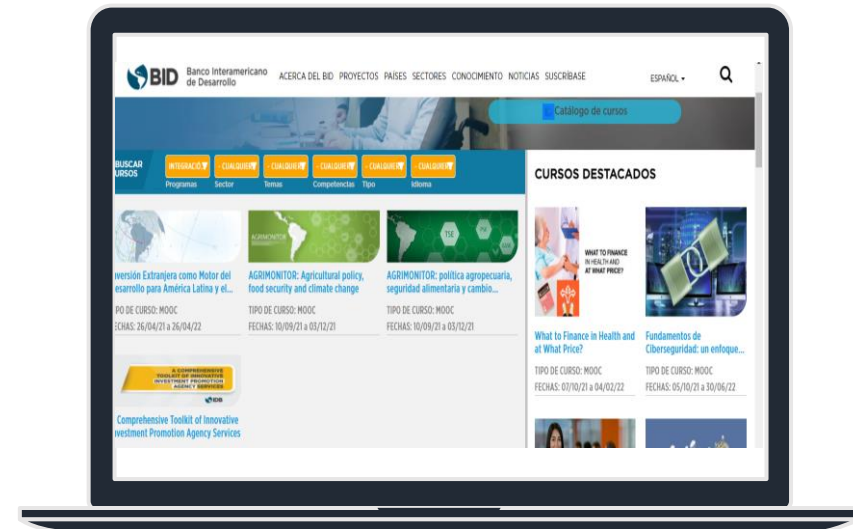 BID
Banco Interamericano
de Desarrollo
ACERCA DEL BID PROYECTOS PAÍSES SECTORES CONOCIMIENTO NOTICIAS SUSCRÍBASE
ESPAÑOL
Catálogo de cursos
BUSCAR
URSOS
INTEGRACIÓ
- CUALQUIER
- CUALQUIER
- CUALQUIER
- CUALQUIER
- CUALQUIER
Programas Sector Temas Competencias Tipo Idioma
CURSOS DESTACADOS
AGRIMONITOR
TSE
PSE
WHAT TO FINANCE
IN HEALTH AND
AT WHAT PRICE?
versión Extranjera como Motor del
esarrollo para América Latina y el...
PO DE CURSO: MOOC
ECHAS: 26/04/21 a 26/04/22
AGRIMONITOR: Agricultural policy,
food security and climate change
TIPO DE CURSO: MOOC
FECHAS: 10/09/21 a 03/12/21
AGRIMONITOR: política agropecuaria,
seguridad alimentaria y cambio...
TIPO DE CURSO: MOOC
FECHAS: 10/09/21 a 03/12/21
What to Finance in Health and
at What Price?
TIPO DE CURSO: MOOC
FECHAS: 07/10/21 a 04/02/22
Fundamentos de
Ciberseguridad: un enfoque...
TIPO DE CURSO: MOOC
FECHAS: 05/10/21 a 30/06/22
A COMPREHENSIVE
TOOLKIT OF INNOVATIVE
INVESTMENT PROMOTION
AGENCY SERVICES
IDB
Comprehensive Toolkit of Innovative
nvestment Promotion Agency Services